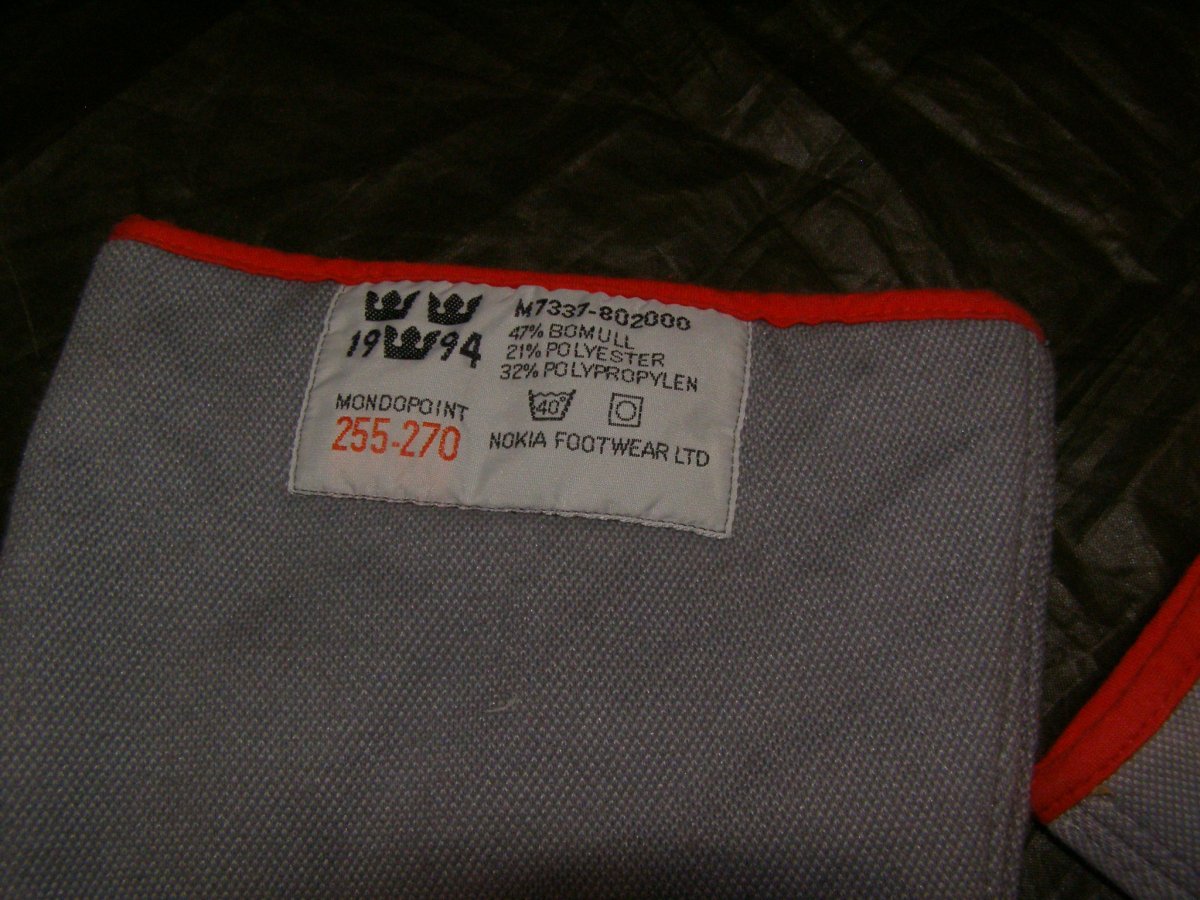 19 94
MONDOPOINT
255-270
M7337-802000
47% BOMULL
21% POLYESTER
32% POLYPROPYLEN
40°
NOKIA FOOTWEAR LTD